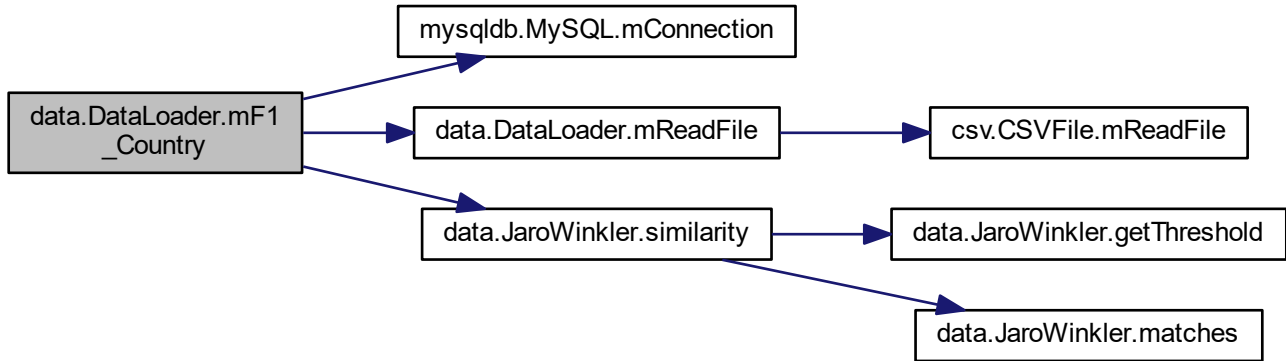 data.DataLoader.mF1
_Country
mysqldb.MySQL.mConnection
data.DataLoader.mReadFile
csv.CSVFile.mReadFile
data.JaroWinkler.similarity
data.JaroWinkler.getThreshold
data.JaroWinkler.matches